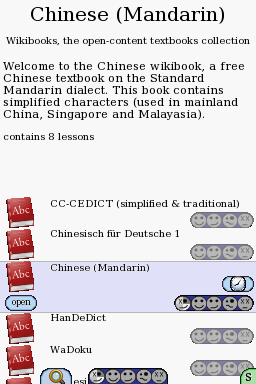 Chinese (Mandarin)
Wikibooks, the open-content textbooks collection
Welcome to the Chinese wikibook, a free
Chinese textbook on the Standard
Mandarin dialect. This book contains
simplified characters (used in mainland
China, Singapore and Malayasia).
contains 8 lessons
Abc
CC-CEDICT (simplified & traditional)
Abc
Chinesisch für Deutsche 1
Abc
Chinese (Mandarin)
open
Abc
HanDeDict
Abc
WaDoku
S